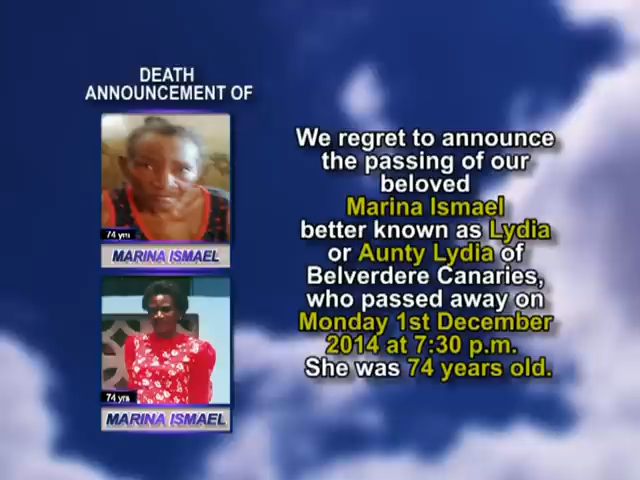 DEATH
ANNOUNCEMENT OF
74 yrs
MARINA ISMAEL
74 yrs
MARINA ISMAEL
We regret to announce
the passing of our
beloved
Marina Ismael
better known as Lydia
or Aunty Lydia of
Belverdere Canaries,
who passed away on
Monday 1st December
2014 at 7:30 p.m.
She was 74 years old.